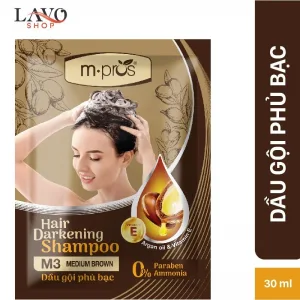 LAVO
SHOP
m·pros
Hair
Darkening
Shampoo
M3 MEDIUM BROWN
Dầu gội phủ bạc
E
Argan oil & Vitamin E
0% Paraben
Ammonia
DẦU GỘI PHỦ BẠC
30 ml